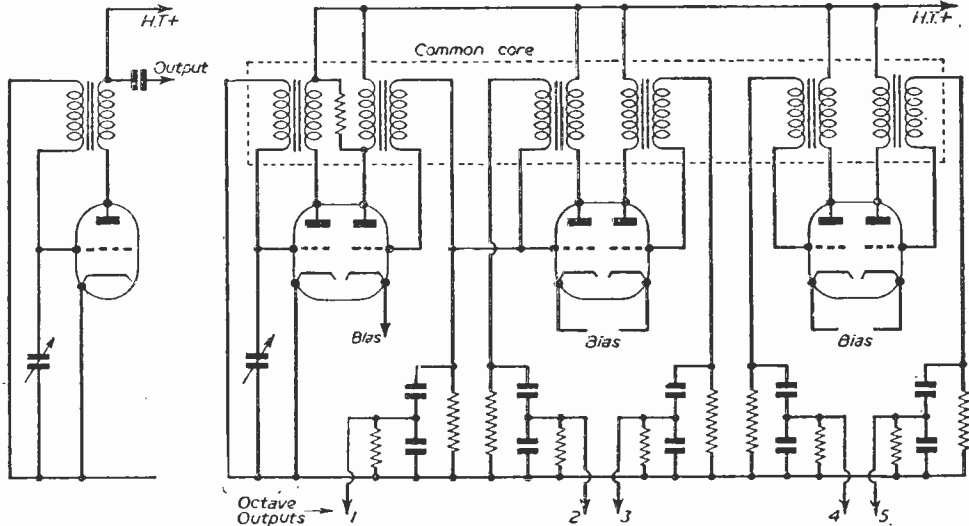 H.T+
Output
H.T+
Common core
Bias
Bias
Bias
Octave
Outputs
1
2
3
4
5